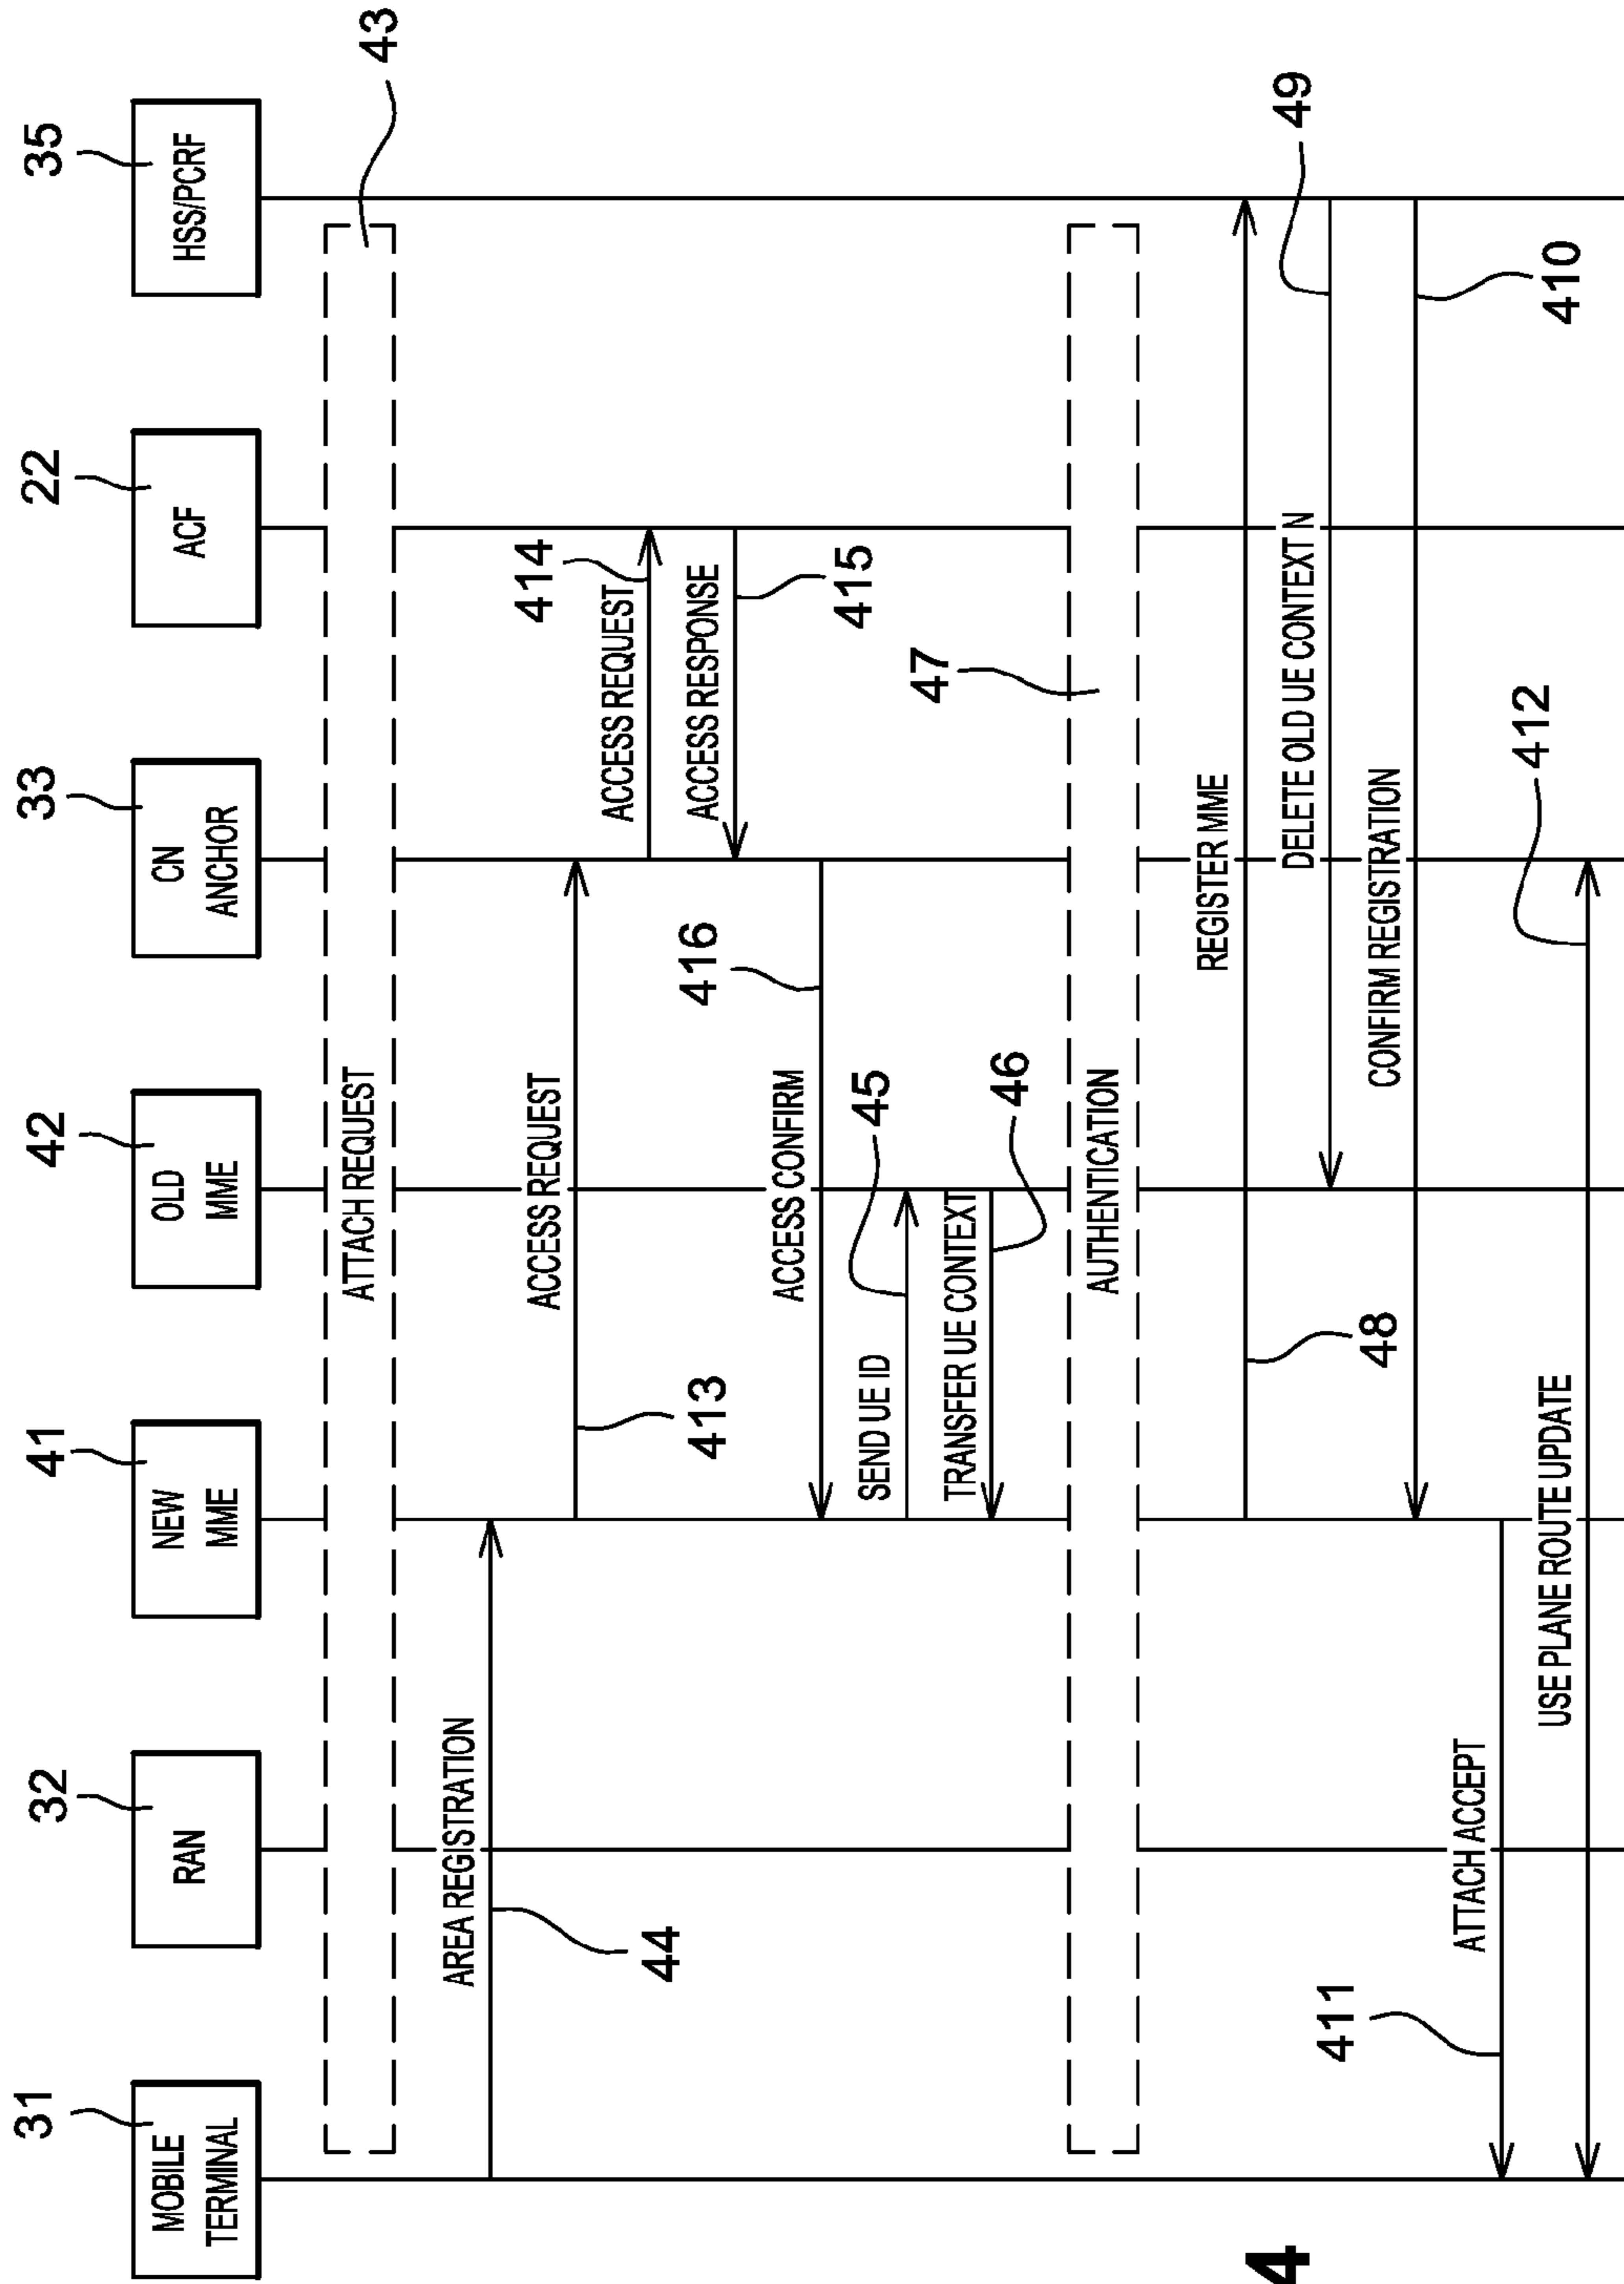 31
32
41
42
33
22
35
MOBILE
TERMINAL
RAN
NEW
MME
OLD
MME
CN
ANCHOR
ACF
HSS/PCRF
43
ATTACH REQUEST
AREA REGISTRATION
44
ACCESS REQUEST
413
ACCESS REQUEST
414
ACCESS RESPONSE
415
ACCESS CONFIRM
416
SEND UE ID
45
TRANSFER UE CONTEXT
46
AUTHENTICATION
47
REGISTER MME
48
DELETE OLD UE CONTEXT N
49
CONFIRM REGISTRATION
410
ATTACH ACCEPT
411
USE PLANE ROUTE UPDATE
412
4